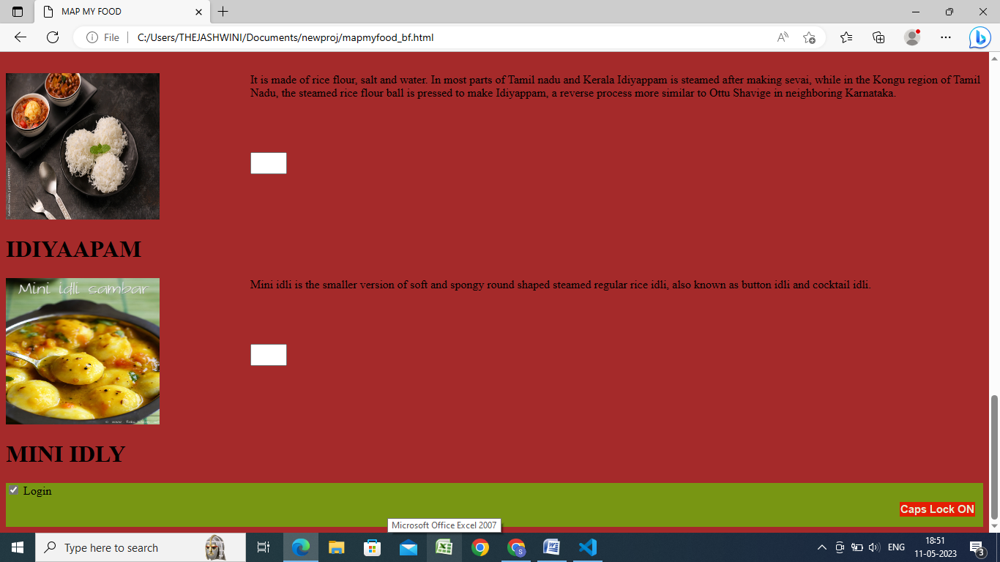 MAP MY FOOD
File
C:/Users/THEJASHWINI/Documents/newproj/mapmyfood_bf.html
It is made of rice flour, salt and water. In most parts of Tamil nadu and Kerala Idiyappam is steamed after making sevai, while in the Kongu region of Tamil
Nadu, the steamed rice flour ball is pressed to make Idiyappam, a reverse process more similar to Ottu Shavige in neighboring Karnataka.
IDIYAAPAM
Mini idli sambar
Mini idli is the smaller version of soft and spongy round shaped steamed regular rice idli, also known as button idli and cocktail idli.
MINI IDLY
Login
Caps Lock ON
Microsoft Office Excel 2007
Type here to search
ENG
18:51
11-05-2023
3